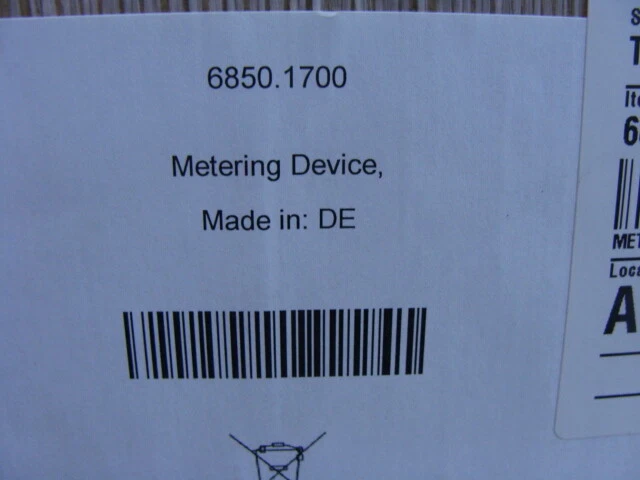 6850.1700
Metering Device,
Made in: DE